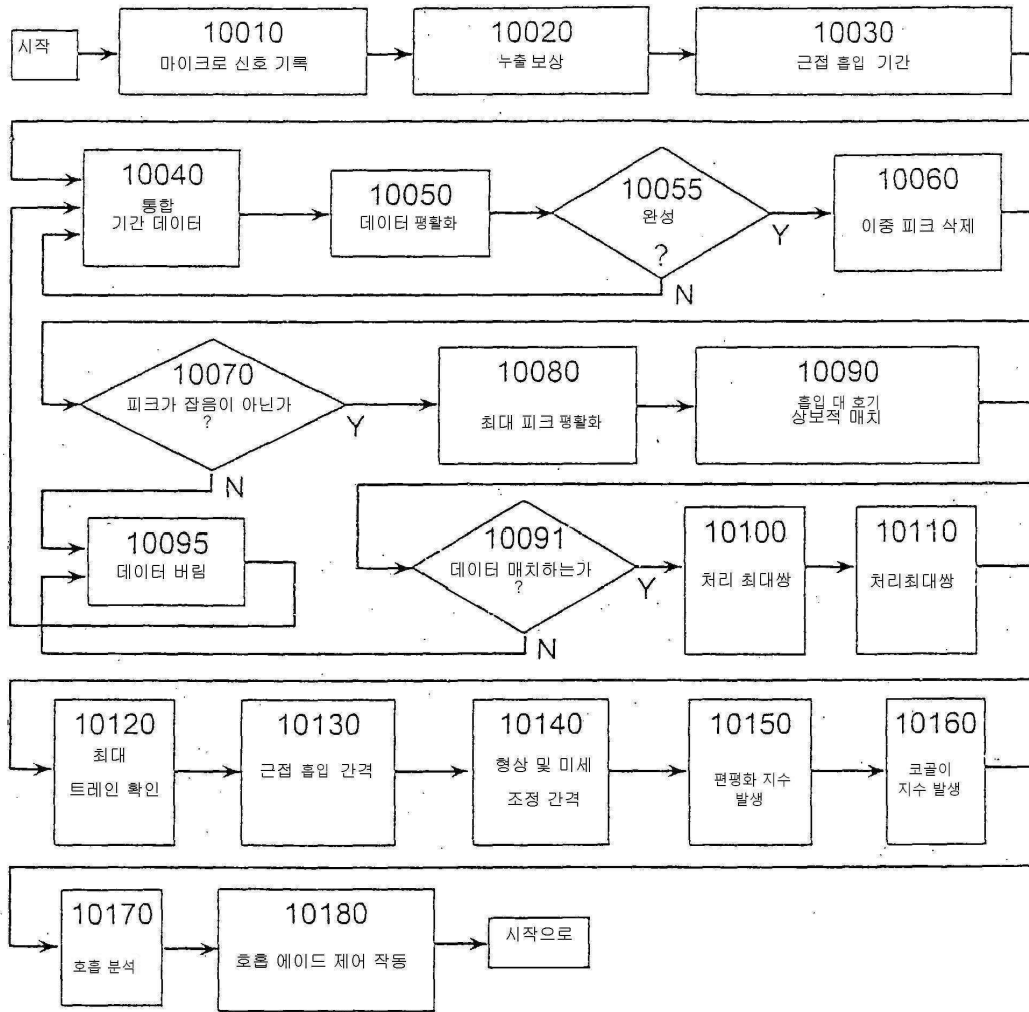 시작
10010
마이크로 신호 기록
10020
누출 보상
10030
근접 흡입 기간
10040
통합
기간 데이터
10050
데이터 평활화
10055
완성
?
Y
N
10060
이중 피크 삭제
10070
피크가 잡음이 아닌가
?
Y
N
10080
최대 피크 평활화
10090
흡입 대 호기
상보적 매치
10095
데이터 버림
10091
데이터 매치하는가
?
Y
N
10100
처리 최대쌍
10110
처리최대쌍
10120
최대
트레인 확인
10130
근접 흡입 간격
10140
형상 및 미세
조정 간격
10150
편평화 지수
발생
10160
코골이
지수 발생
10170
호흡 분석
10180
호흡 에이드 제어 작동
시작으로